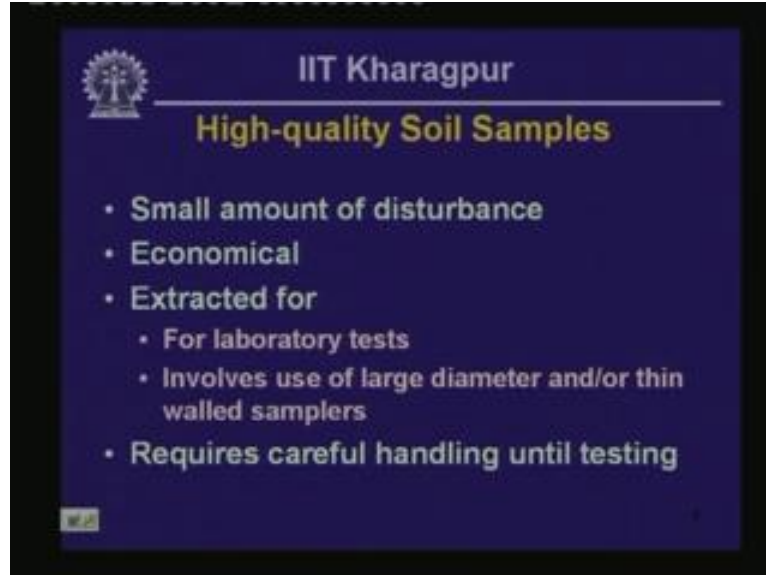 IIT Kharagpur
High-quality Soil Samples
• Small amount of disturbance
• Economical
• Extracted for
• For laboratory tests
• Involves use of large diameter and/or thin
walled samplers
• Requires careful handling until testing